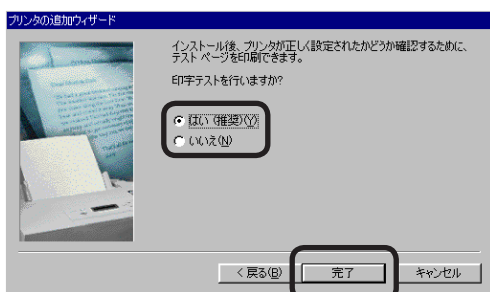 プリンタの追加ウィザード
インストール後、プリンタが正しく設定されたかどうか確認するために、
テスト ページを印刷できます。
印字テストを行いますか?
はい (推奨)(Y)
いいえ(N)
< 戻る(B)
完了
キャンセル